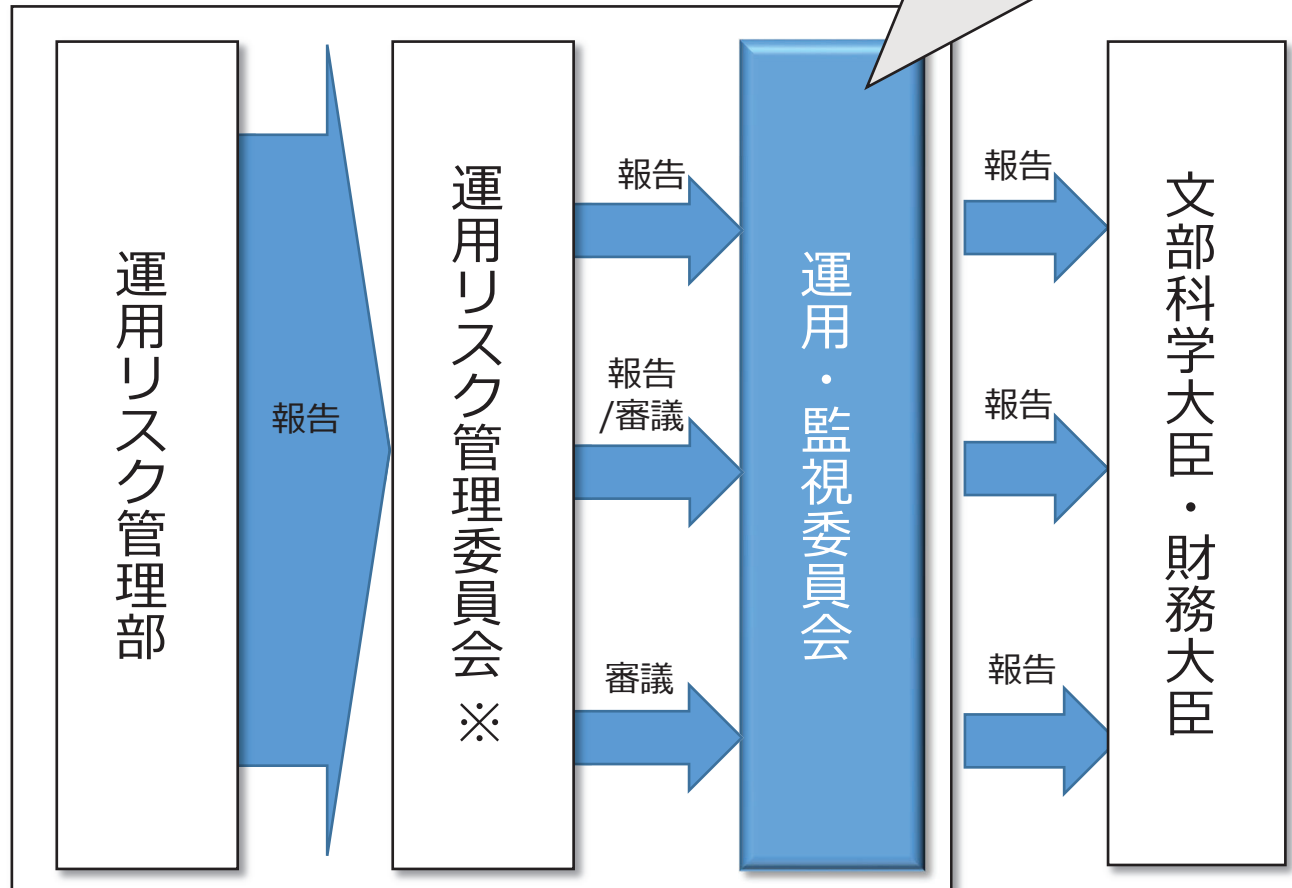 運用リスク管理部
報告
運用リスク管理委員会※
報告
報告
/審議
審議
運用・監視委員会
報告
報告
報告
文部科学大臣・財務大臣